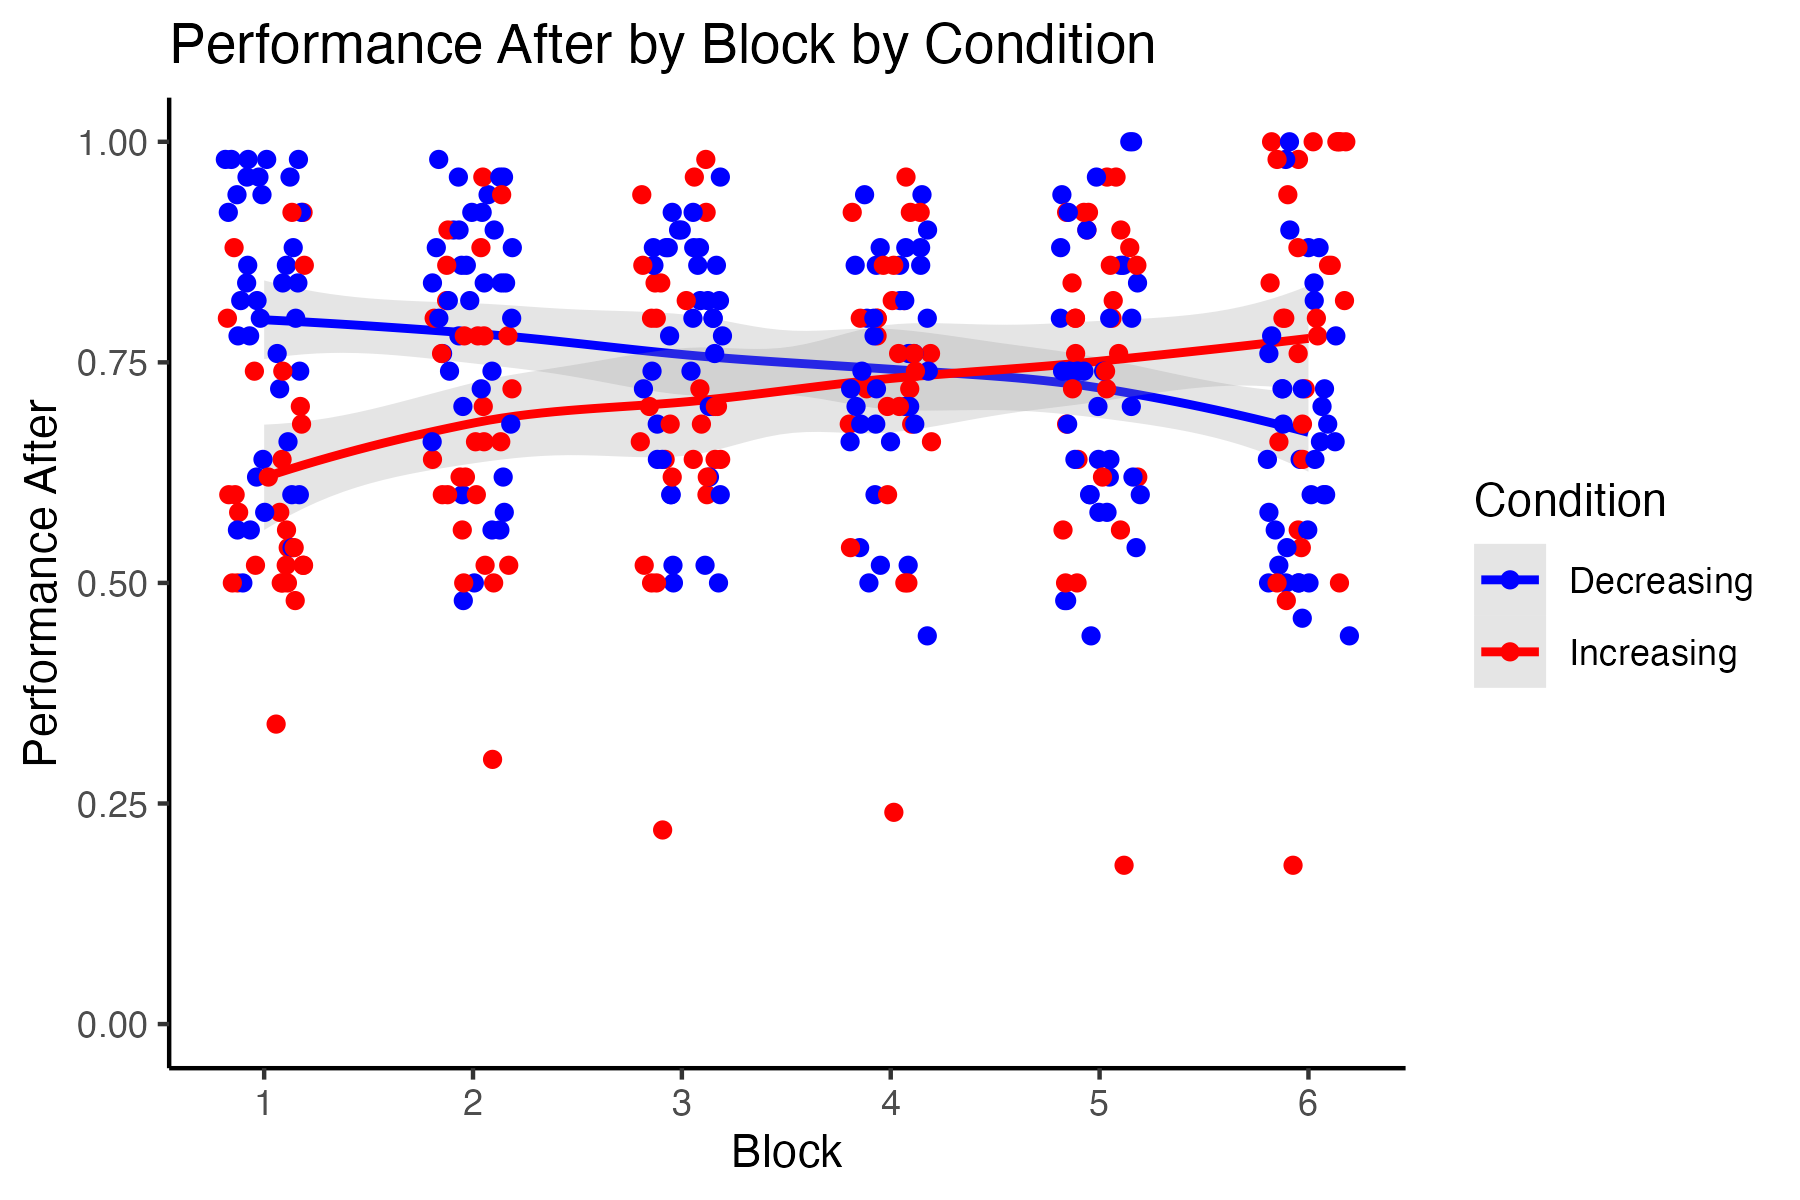 Performance After by Block by Condition
Performance After
1.00
0.75
0.50
0.25
0.00
1 2 3 4 5 6
Block
Condition
Decreasing
Increasing